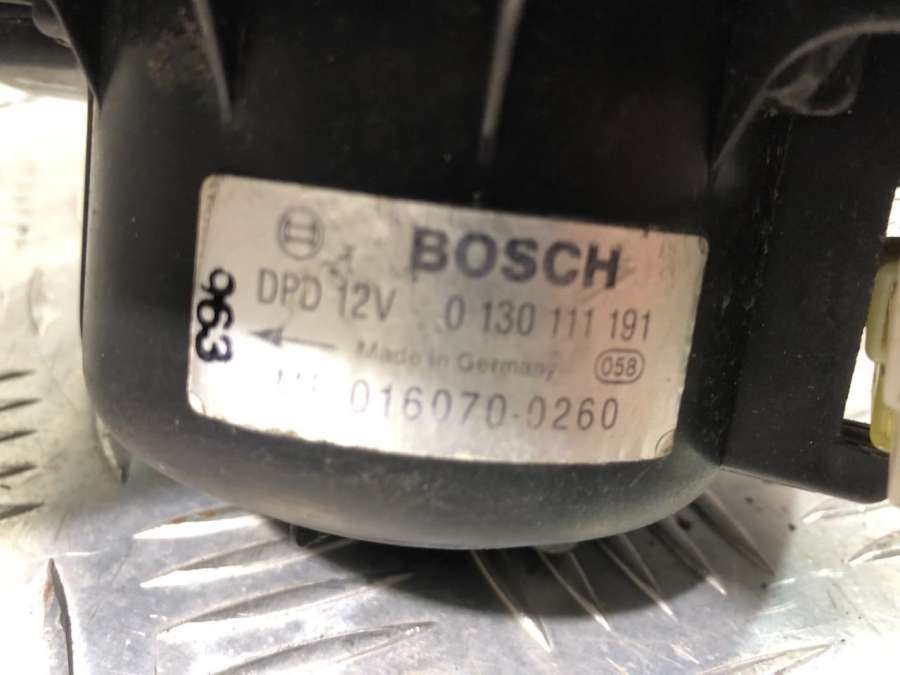 BOSCH
DPD 12V 0 130 111 191
Made in Germany 058
016070-0260
963